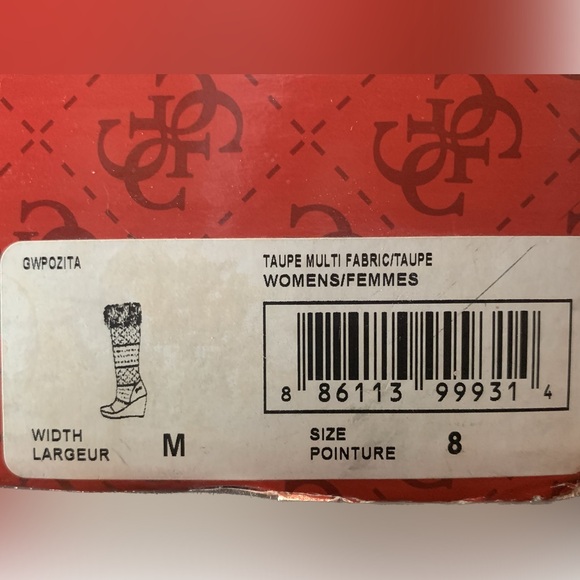 GWPOZITA
TAUPE MULTI FABRIC/TAUPE
WOMENS/FEMMES
8 86113 99931 4
WIDTH
LARGEUR
M
SIZE
POINTURE
8